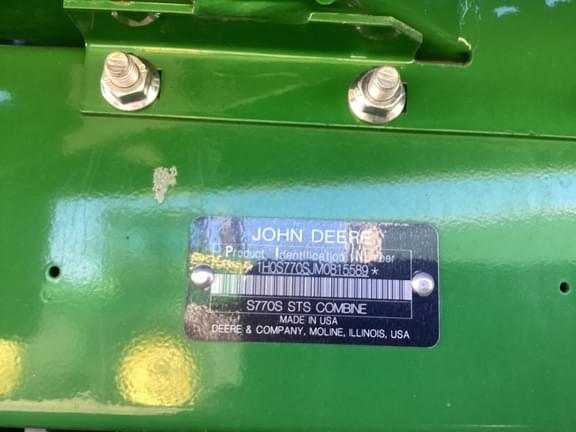 JOHN DEERE
Product Identification Number
* 1H0S770SJM0815589 *
S770S STS COMBINE
MADE IN USA
DEERE & COMPANY, MOLINE, ILLINOIS, USA